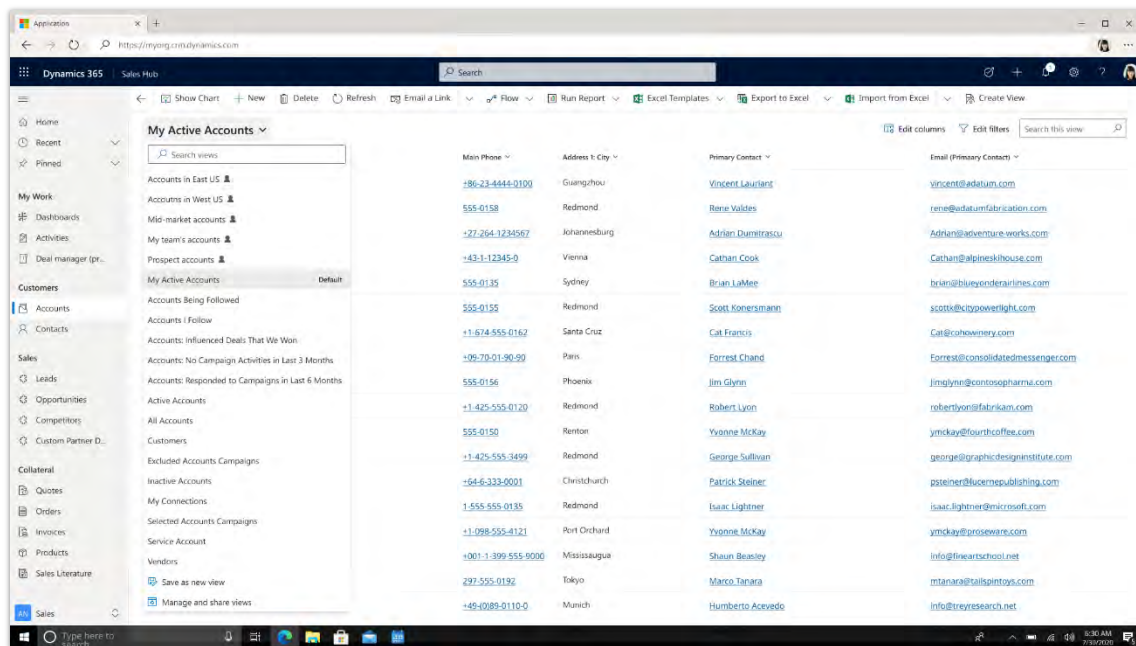 Application
https://myorg.crm.dynamics.com
Dynamics 365 Sales Hub
Search
Show Chart New Delete Refresh Email a Link Flow Run Report Excel Templates Export to Excel Import from Excel Create View
Home
Recent
Pinned
My Work
Dashboards
Activities
Deal manager (pr...
Customers
Accounts
Contacts
Sales
Leads
Opportunities
Competitors
Custom Partner D...
Collateral
Quotes
Orders
Invoices
Products
Sales Literature
AN Sales
My Active Accounts
Edit columns Edit filters Search this view
Search views
Accounts in East US
Accoutns in West US
Mid-market accounts
My team's accounts
Prospect accounts
My Active Accounts Default
Accounts Being Followed
Accounts I Follow
Accounts: Influenced Deals That We Won
Accounts: No Campaign Activities in Last 3 Months
Accounts: Responded to Campaigns in Last 6 Months
Active Accounts
All Accounts
Customers
Excluded Accounts Campaigns
Inactive Accounts
My Connections
Selected Accounts Campaigns
Service Account
Vendors
Save as new view
Manage and share views
Main Phone Address 1: City Primary Contact Email (Primaary Contact)
+86-23-4444-0100 Guangzhou Vincent Lauriant vincent@adatum.com
555-0158 Redmond Rene Valdes rene@adatumfabrication.com
+27-264-1234567 Johannesburg Adrian Dumitrascu Adrian@adventure-works.com
+43-1-12345-0 Vienna Cathan Cook Cathan@alpineskihouse.com
555-0135 Sydney Brian LaMee brian@blueyonderairlines.com
555-0155 Redmond Scott Konersmann scottk@citypowerlight.com
+1-674-555-0162 Santa Cruz Cat Francis Cat@cohowinery.com
+09-70-01-90-90 Paris Forrest Chand Forrest@consolidatedmessenger.com
555-0156 Phoenix Jim Glynn Jimglynn@contosopharma.com
+1-425-555-0120 Redmond Robert Lyon robertlyon@fabrikam.com
555-0150 Renton Yvonne McKay ymckay@fourthcoffee.com
+1-425-555-3499 Redmond George Sullivan george@graphicdesigninstitute.com
+64-6-333-0001 Christchurch Patrick Steiner psteiner@lucernepublishing.com
1-555-555-0135 Redmond Isaac Lightner isaac.lightner@microsoft.com
+1-098-555-4121 Port Orchard Yvonne McKay ymckay@proseware.com
+001-1-399-555-9000 Mississaugua Shaun Beasley info@fineartschool.net
297-555-0192 Tokyo Marco Tanara mtanara@tailspintoys.com
+49-(0)89-0110-0 Munich Humberto Acevedo info@treyresearch.net
Type here to search
6:30 AM